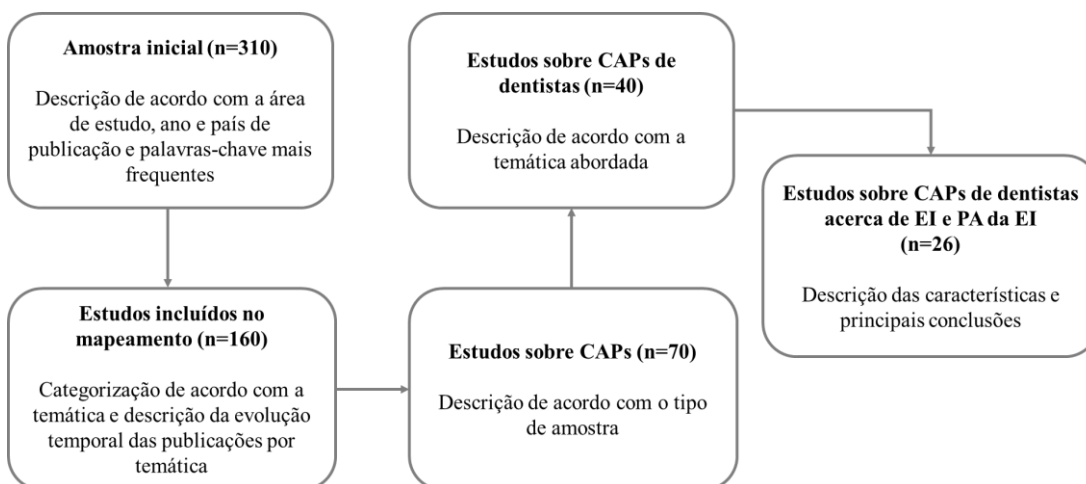 Amostra inicial (n=310)
Descrição de acordo com a área
de estudo, ano e país de
publicação e palavras-chave mais
frequentes
Estudos incluídos no
mapeamento (n=160)
Categorização de acordo com a
temática e descrição da evolução
temporal das publicações por
temática
Estudos sobre CAPs (n=70)
Descrição de acordo com o tipo
de amostra
Estudos sobre CAPs de
dentistas (n=40)
Descrição de acordo com a
temática abordada
Estudos sobre CAPs de dentistas
acerca de EI e PA da EI
(n=26)
Descrição das características e
principais conclusões